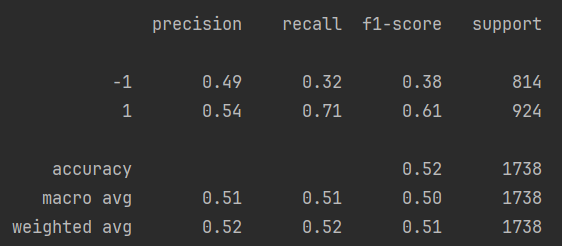 precision recall f1-score support
-1 0.49 0.32 0.38 814
1 0.54 0.71 0.61 924
accuracy 0.52 1738
macro avg 0.51 0.51 0.50 1738
weighted avg 0.52 0.52 0.51 1738